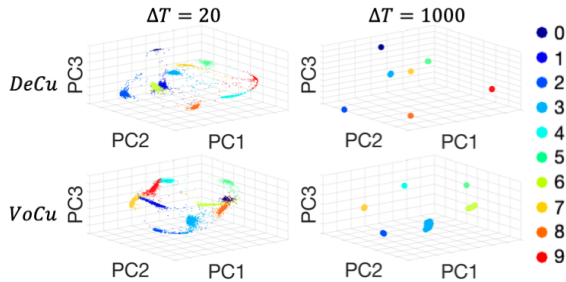 ΔT = 20
ΔT = 1000
DeCu
PC3
PC2
PC1
PC3
PC2
PC1
VoCu
PC3
PC2
PC1
PC3
PC2
PC1
0
1
2
3
4
5
6
7
8
9